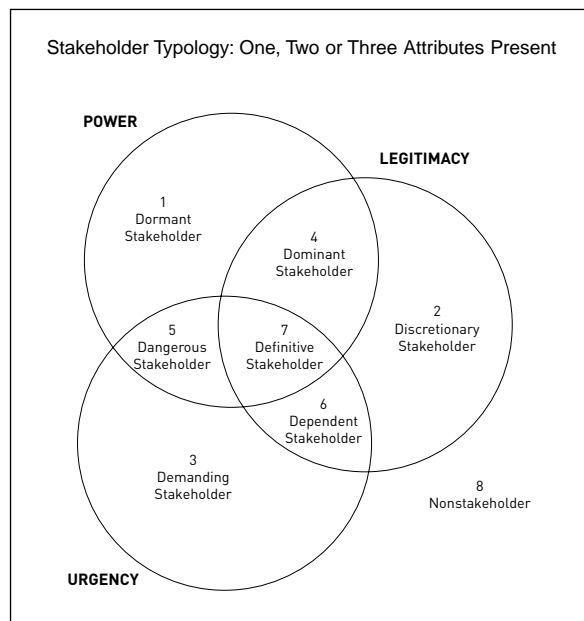 Stakeholder Typology: One, Two or Three Attributes Present
POWER
LEGITIMACY
1
Dormant
Stakeholder
4
Dominant
Stakeholder
2
Discretionary
Stakeholder
5
Dangerous
Stakeholder
7
Definitive
Stakeholder
6
Dependent
Stakeholder
3
Demanding
Stakeholder
8
Nonstakeholder
URGENCY